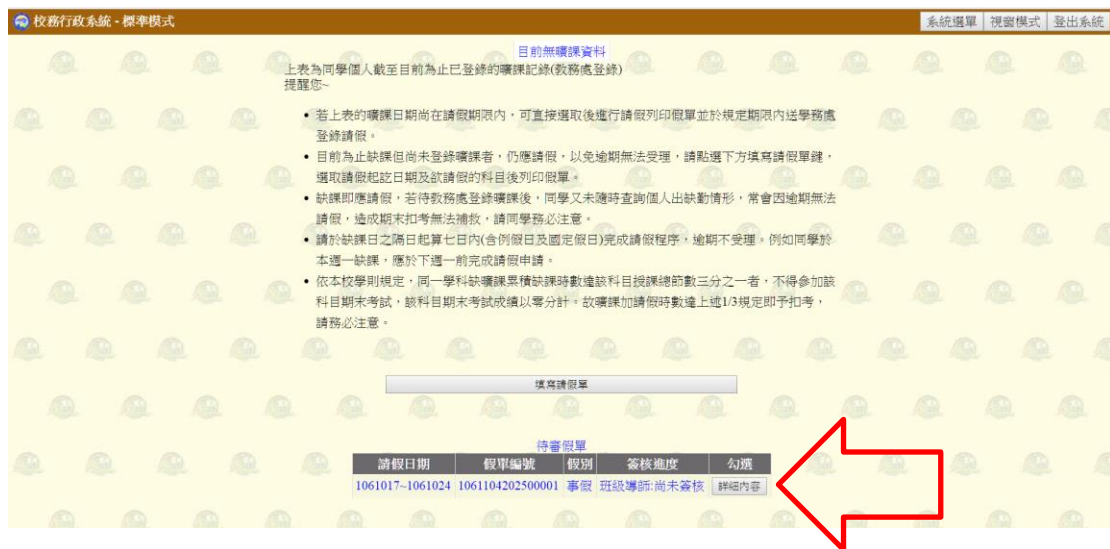 校務行政系統 - 標準模式
系統選單 視窗模式 登出系統
目前無曠課資料
上表為同學個人截至目前為止已登錄的曠課記錄(教務處登錄)
提醒您~
• 若上表的曠課日期尚在請假期限內，可直接選取後進行請假列印假單並於規定期限內送學務處
登錄請假。
• 目前為止缺課但尚未登錄曠課者，仍應請假，以免逾期無法受理，請點選下方填寫請假單鍵，
選取請假起訖日期及欲請假的科目後列印假單。
• 缺課即應請假，若待教務處登錄曠課後，同學又未隨時查詢個人出缺勤情形，常會因逾期無法
請假，造成期末扣考無法補救，請同學務必注意。
• 請於缺課日之隔日起算七日內(含例假日及國定假日)完成請假程序，逾期不受理。例如同學於
本週一缺課，應於下週一前完成請假申請。
• 依本校學則規定，同一學科缺曠課累積缺課時數達該科目授課總節數三分之一者，不得參加該
科目期末考試，該科目期末考試成績以零分計。故曠課加請假時數達上述1/3規定即予扣考，
請務必注意。
填寫請假單
待審假單
請假日期 假單編號 假別 簽核進度 勾選
1061017~1061024 1061104202500001 事假 班級導師:尚未簽核 詳細內容